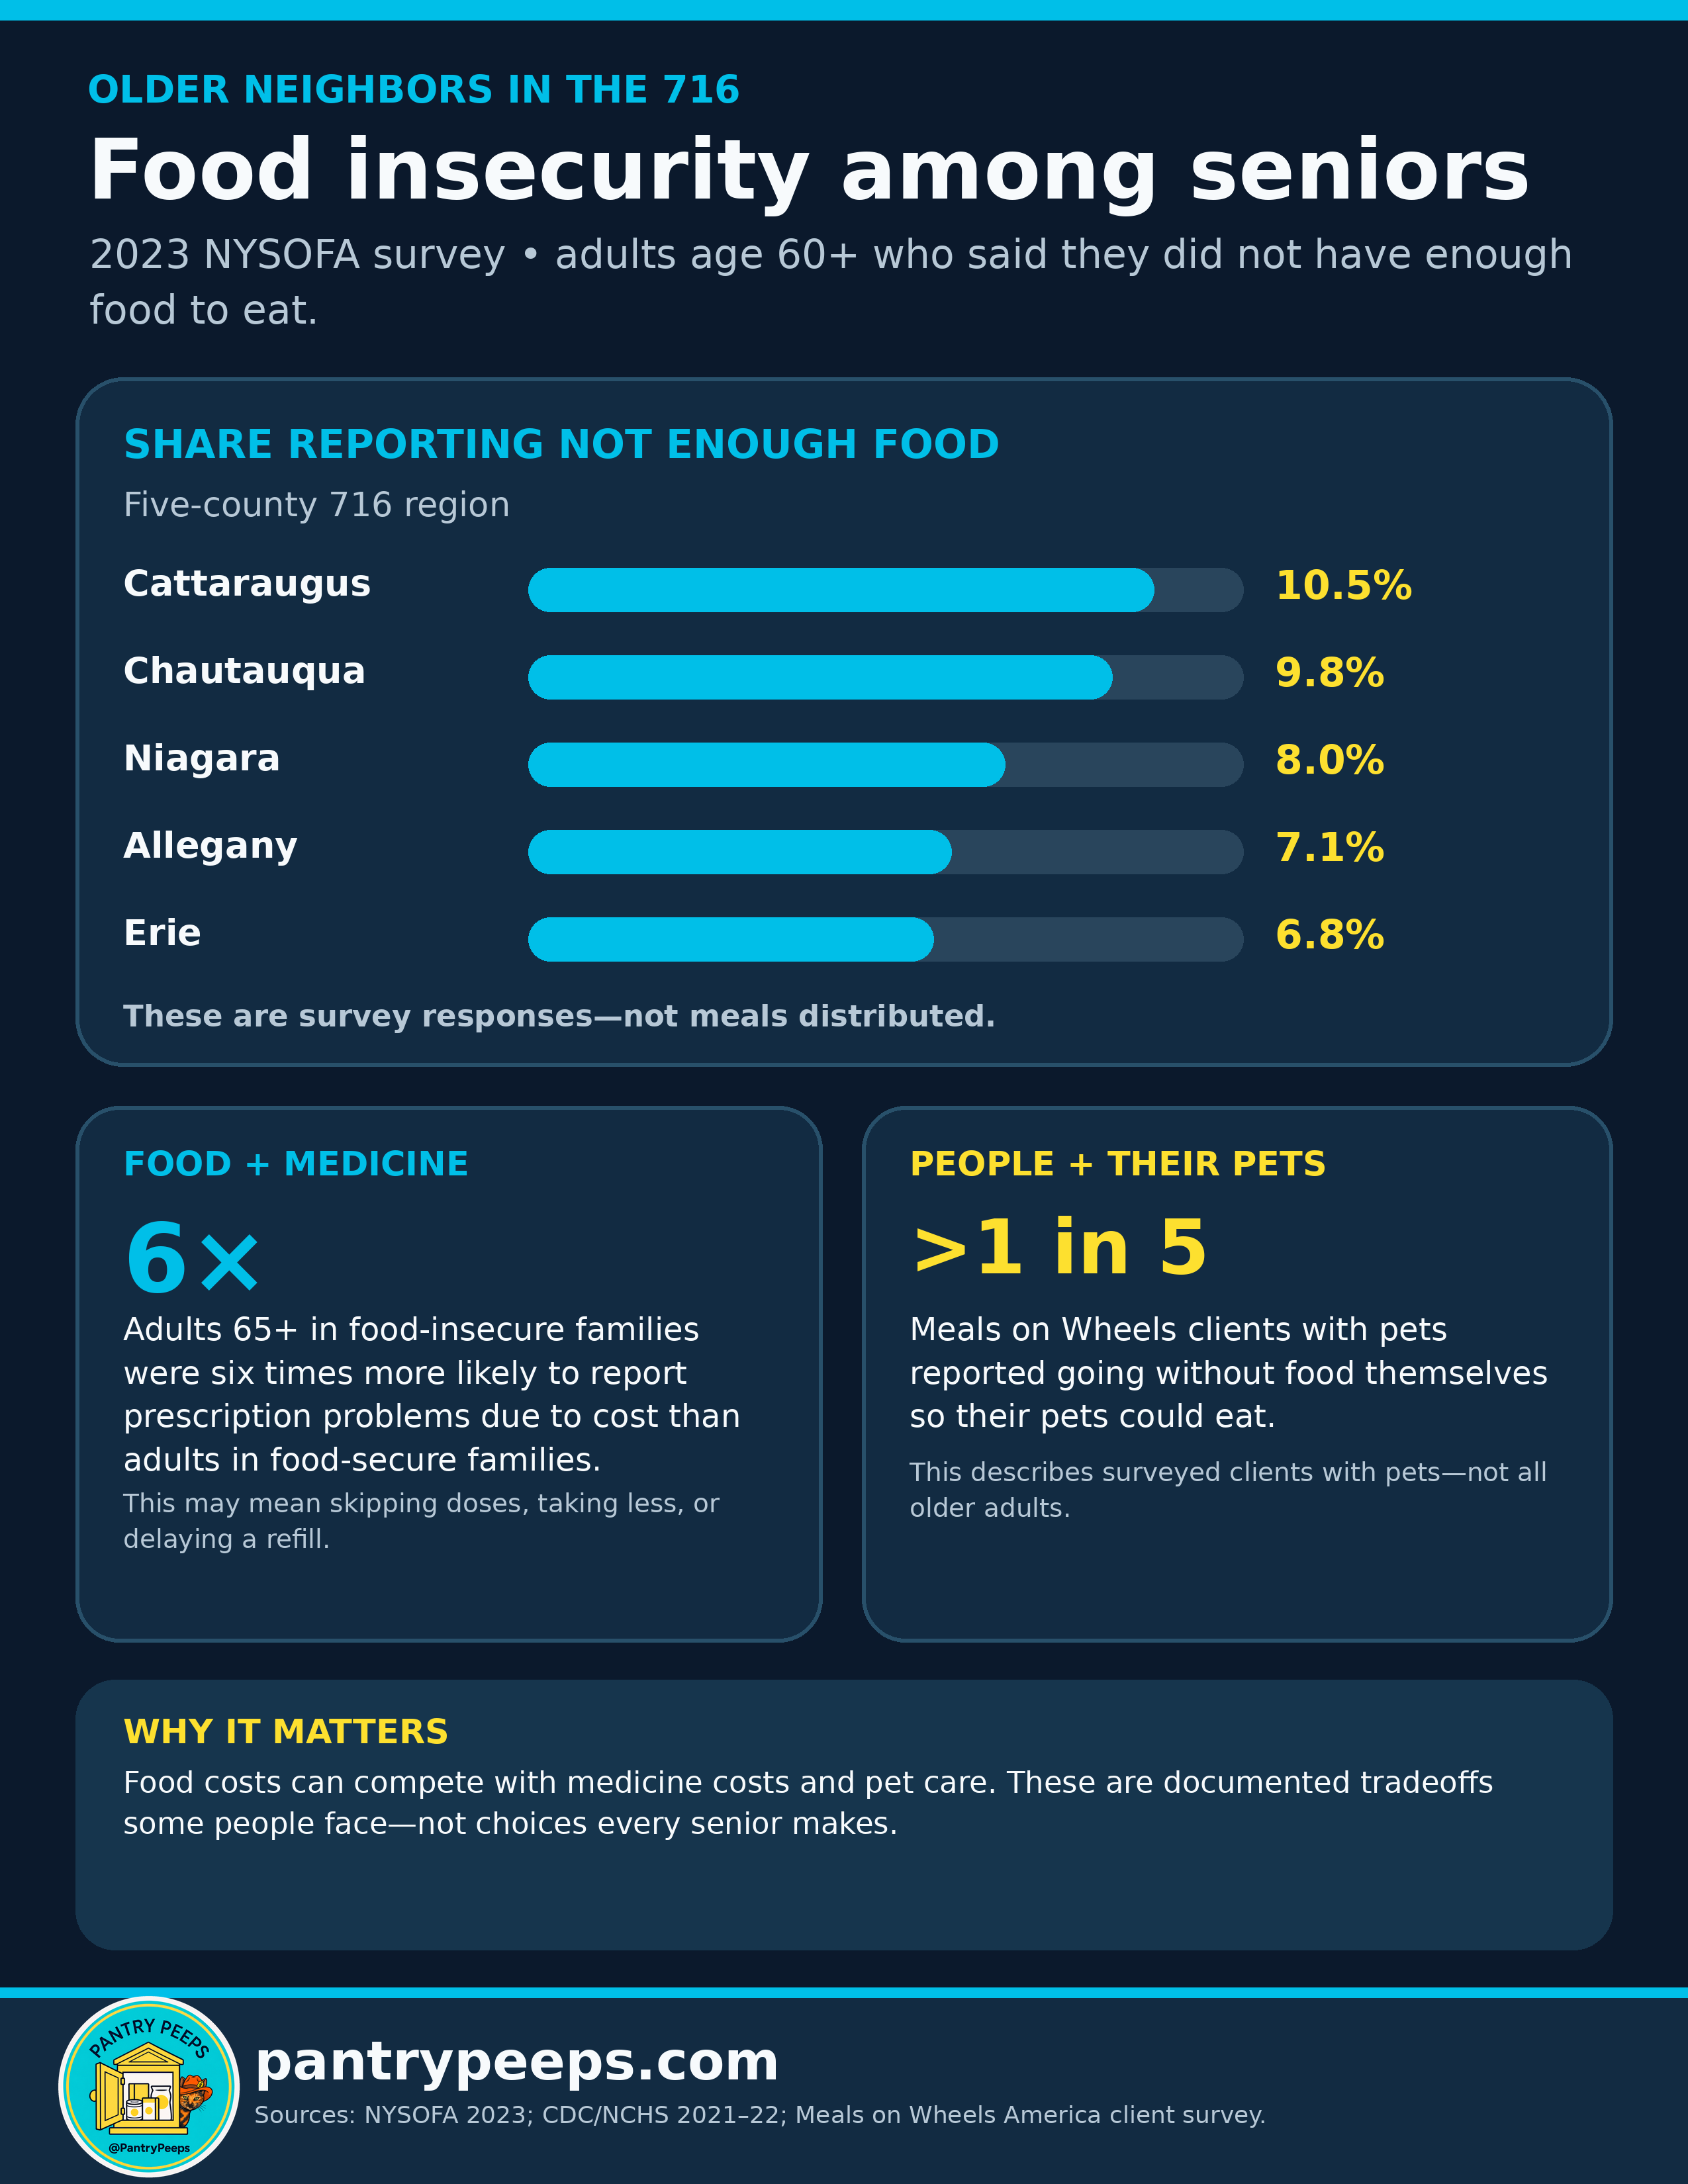 OLDER NEIGHBORS IN THE 716
Food insecurity among seniors
2023 NYSOFA survey • adults age 60+ who said they did not have enough
food to eat.
SHARE REPORTING NOT ENOUGH FOOD
Five-county 716 region
Cattaraugus 10.5%
Chautauqua 9.8%
Niagara 8.0%
Allegany 7.1%
Erie 6.8%
These are survey responses—not meals distributed.
FOOD + MEDICINE
6×
Adults 65+ in food-insecure families
were six times more likely to report
prescription problems due to cost than
adults in food-secure families.
This may mean skipping doses, taking less, or
delaying a refill.
PEOPLE + THEIR PETS
>1 in 5
Meals on Wheels clients with pets
reported going without food themselves
so their pets could eat.
This describes surveyed clients with pets—not all
older adults.
WHY IT MATTERS
Food costs can compete with medicine costs and pet care. These are documented tradeoffs
some people face—not choices every senior makes.
PANTRY PEEPS
@PantryPeeps
pantrypeeps.com
Sources: NYSOFA 2023; CDC/NCHS 2021–22; Meals on Wheels America client survey.